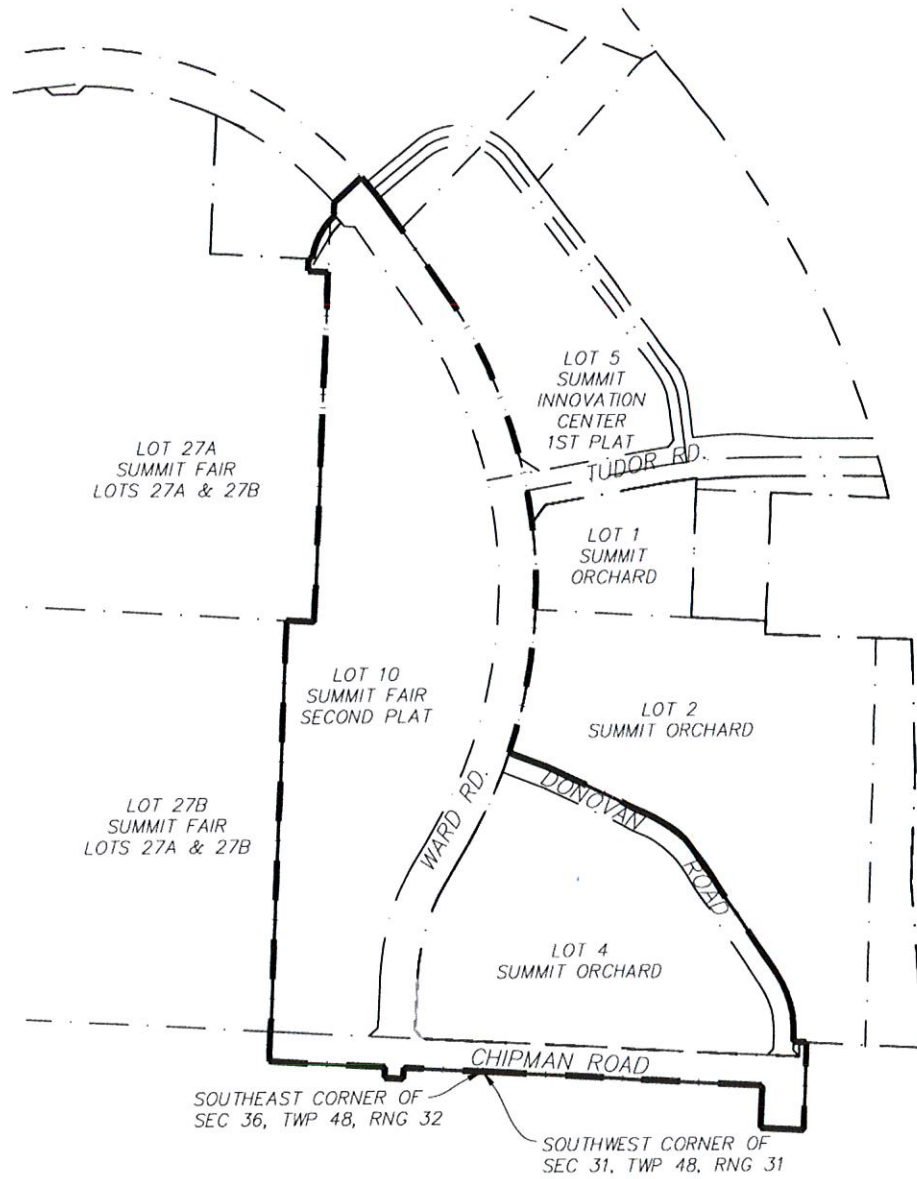 LOT 5
SUMMIT
INNOVATION
CENTER
1ST PLAT
TUDOR RD.
LOT 27A
SUMMIT FAIR
LOTS 27A & 27B
LOT 1
SUMMIT
ORCHARD
LOT 10
SUMMIT FAIR
SECOND PLAT
LOT 2
SUMMIT ORCHARD
WARD RD.
DONOVAN
ROAD
LOT 27B
SUMMIT FAIR
LOTS 27A & 27B
LOT 4
SUMMIT ORCHARD
CHIPMAN ROAD
SOUTHEAST CORNER OF
SEC 36, TWP 48, RNG 32
SOUTHWEST CORNER OF
SEC 31, TWP 48, RNG 31